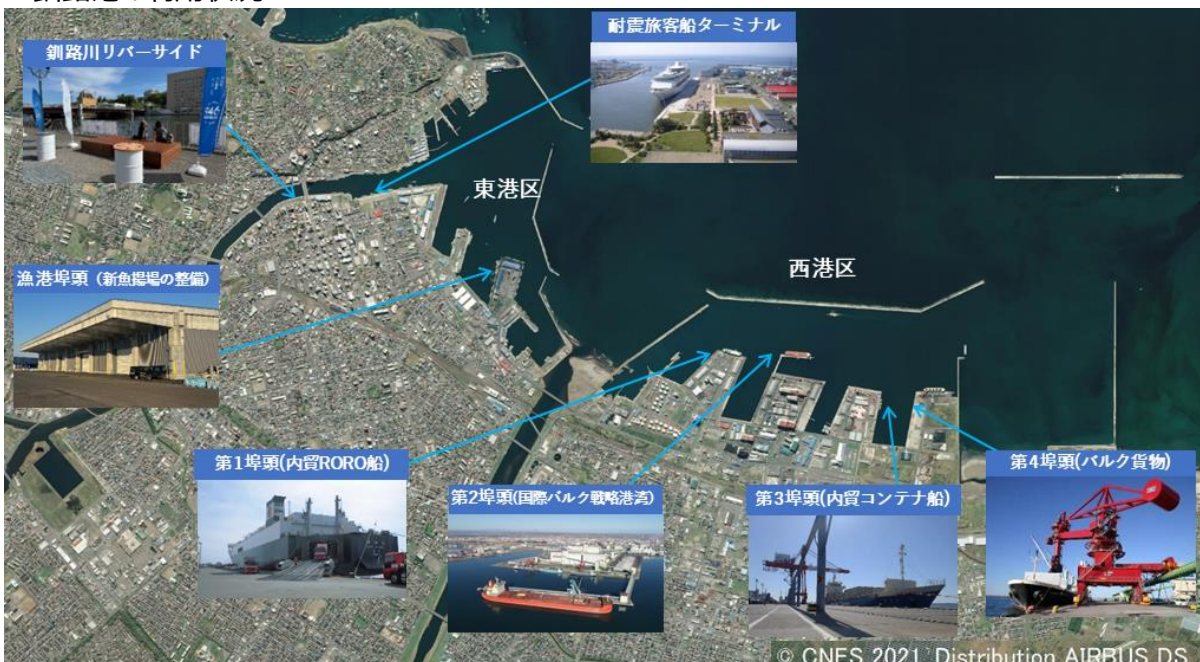 釧路川リバーサイド
耐震旅客船ターミナル
東港区
西港区
漁港埠頭（新魚揚場の整備）
第1埠頭(内貿RORO船)
第2埠頭(国際バルク戦略港湾)
第3埠頭(内貿コンテナ船)
第4埠頭(バルク貨物)
© CNES 2021, Distribution AIRBUS DS